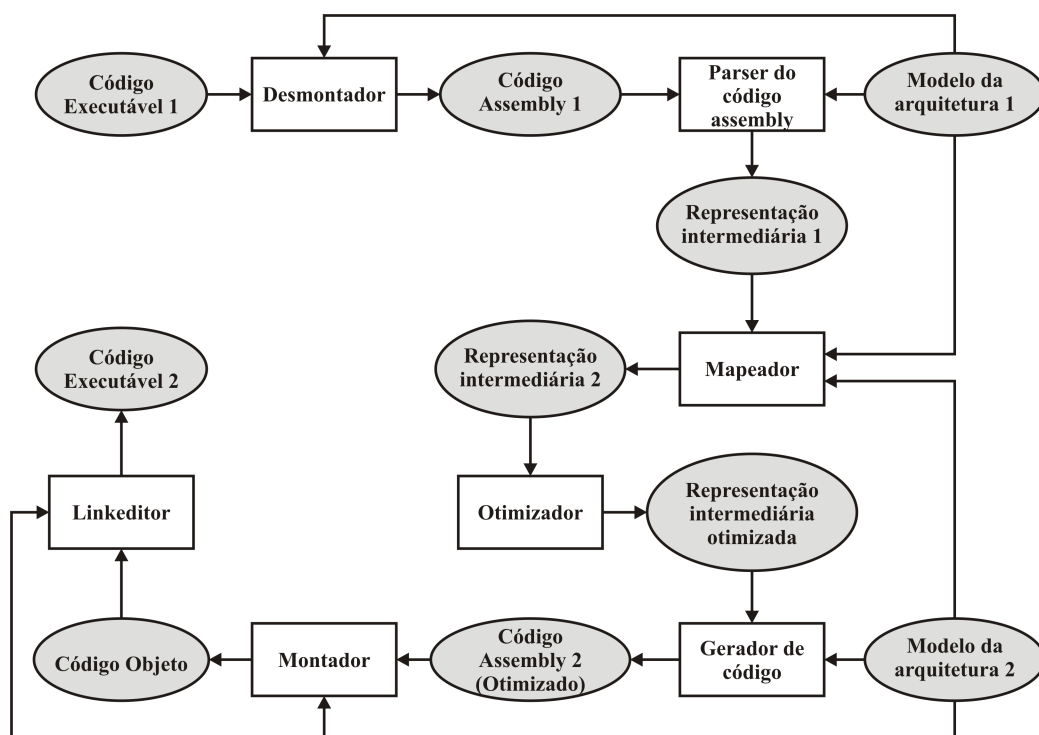 Código
Executável 1
Desmontador
Código
Assembly 1
Parser do
código
assembly
Modelo da
arquitetura 1
Representação
intermediária 1
Código
Executável 2
Representação
intermediária 2
Mapeador
Linkeditor
Otimizador
Representação
intermediária
otimizada
Código Objeto
Montador
Código
Assembly 2
(Otimizado)
Gerador de
código
Modelo da
arquitetura 2